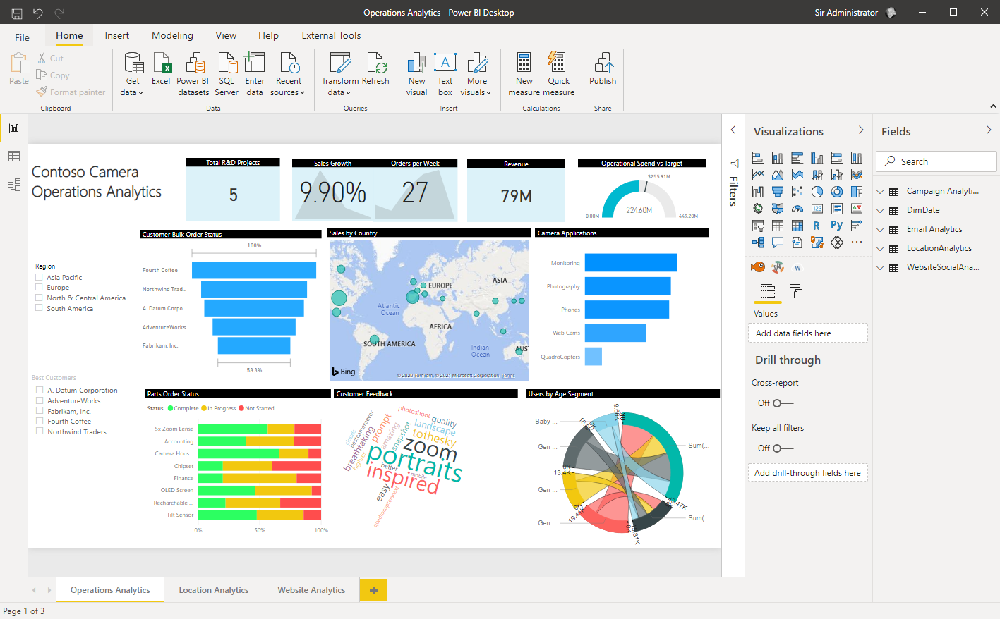 Operations Analytics - Power BI Desktop
Sir Administrator
File
Home
Insert
Modeling
View
Help
External Tools
Paste
Cut
Copy
Format painter
Clipboard
Get
data
Excel
Power BI
datasets
SQL
Server
Enter
data
Recent
sources
Data
Transform
data
Refresh
Queries
New
visual
Text
box
More
visuals
Insert
New
measure
Quick
measure
Calculations
Publish
Share
Contoso Camera
Operations Analytics
Total R&D Projects
5
Sales Growth
9.90%
Orders per Week
27
Revenue
79M
Operational Spend vs Target
$255.91M
224.60M
0.00M
449.20M
Region
Asia Pacific
Europe
North & Central America
South America
Best Customers
A. Datum Corporation
AdventureWorks
Fabrikam, Inc.
Fourth Coffee
Northwind Traders
Customer Bulk Order Status
100%
Fourth Coffee
Northwind Trad...
A. Datum Corpo...
AdventureWorks
Fabrikam, Inc.
58.3%
Sales by Country
EUROPE
ASIA
Atlantic
Ocean
AFRICA
SOUTH AMERICA
Indian
Ocean
AUS
Bing
© 2020 TomTom, © 2021 Microsoft Corporation Terms
Camera Applications
Monitoring
Photography
Phones
Web Cams
QuadroCopters
Parts Order Status
Status
Complete
In Progress
Not Started
5x Zoom Lense
Accounting
Camera Hous...
Chipset
Finance
OLED Screen
Recharchable ...
Tilt Sensor
0%
50%
100%
Customer Feedback
photoshoot
quality
landscape
tothesky
zoom
portraits
inspired
prompt
amazing
snapshot
bestcameraever
clouds
breathtaking
highres
better
mobile
easy
Users by Age Segment
Baby ...
Gen ...
Gen ...
Gen ...
Sum(...
Sum(...
9.66K
0K
0K
0K
13.4K
0K
19.41K
0K
43.47K
Filters
Visualizations
Values
Add data fields here
Drill through
Cross-report
Off
Keep all filters
Off
Add drill-through fields here
Fields
Search
Campaign Analyti...
DimDate
Email Analytics
LocationAnalytics
WebsiteSocialAna...
R
Py
Operations Analytics
Location Analytics
Website Analytics
Page 1 of 3